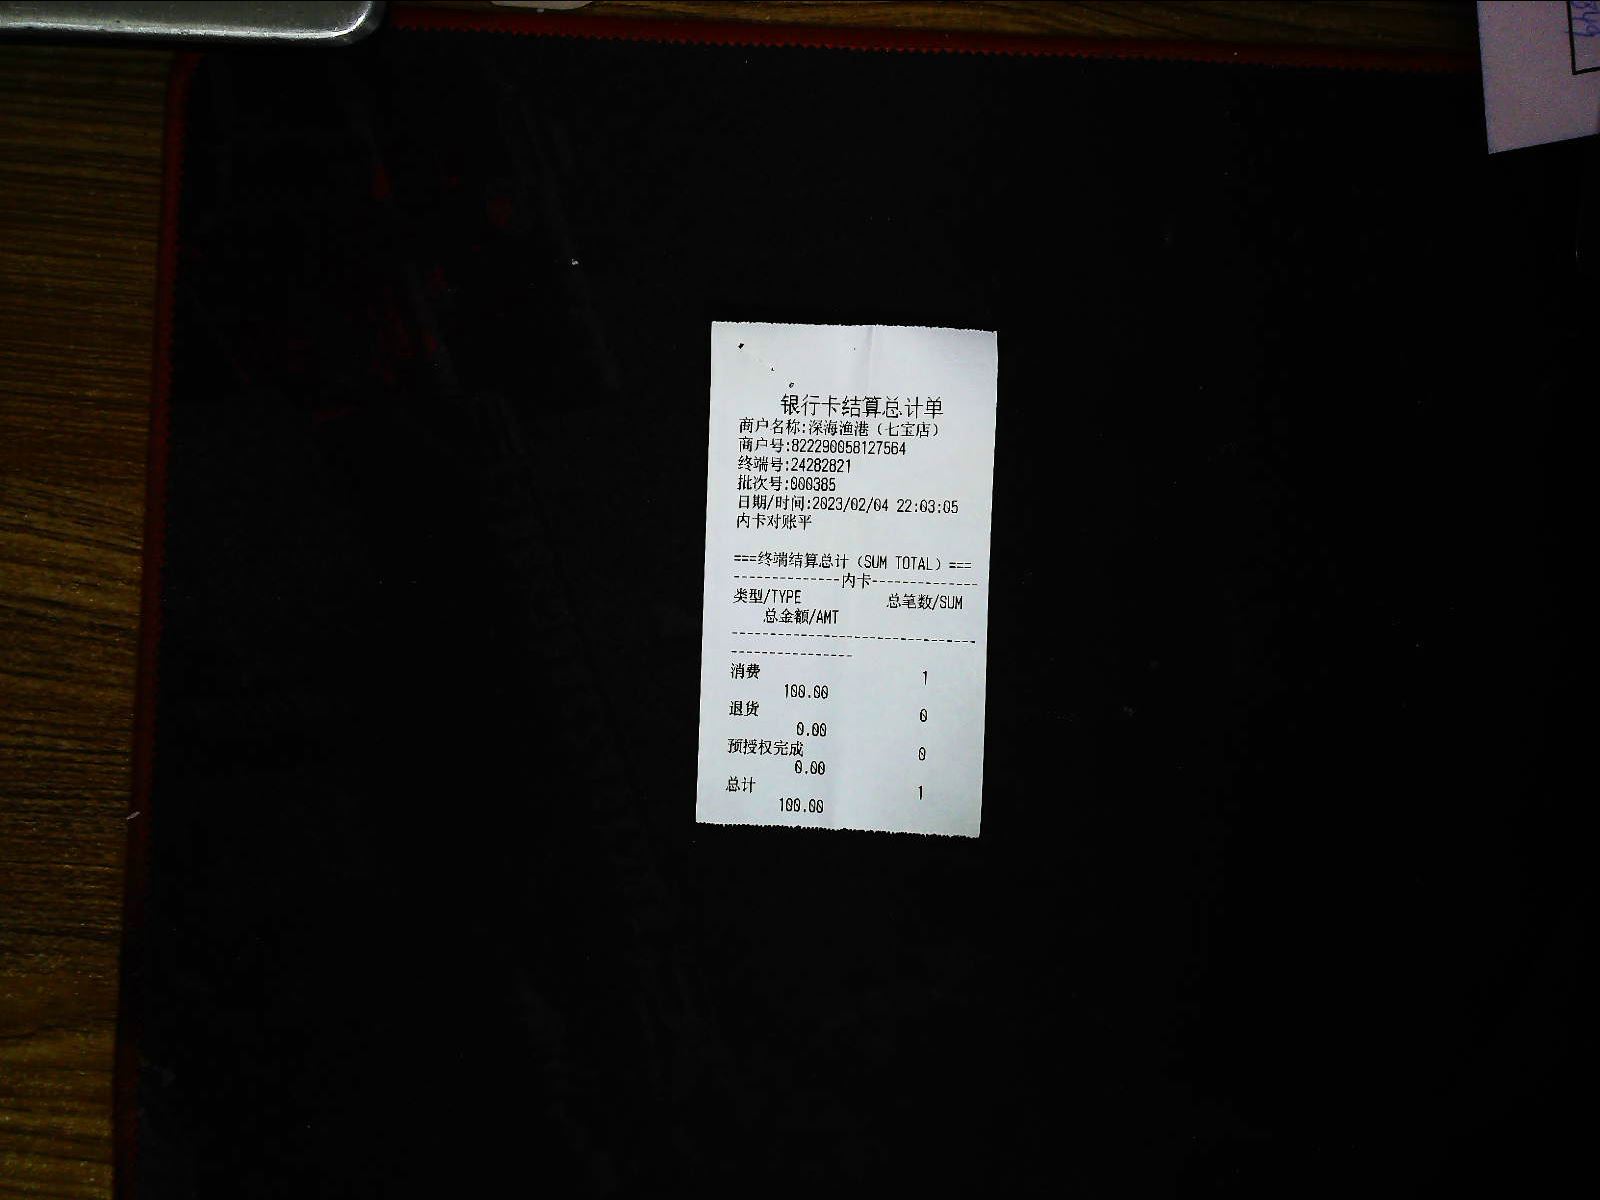 银行卡结算总计单
商户名称:深海渔港（七宝店）
商户号:822290058127564
终端号:24282821
批次号:000385
日期/时间:2023/02/04 22:03:05
内卡对账平
===终端结算总计（SUM TOTAL）===
--------------内卡--------------
类型/TYPE 总笔数/SUM
总金额/AMT
--------------------------------
----------------
消费 1
100.00
退货 0
0.00
预授权完成 0
0.00
总计 1
100.00